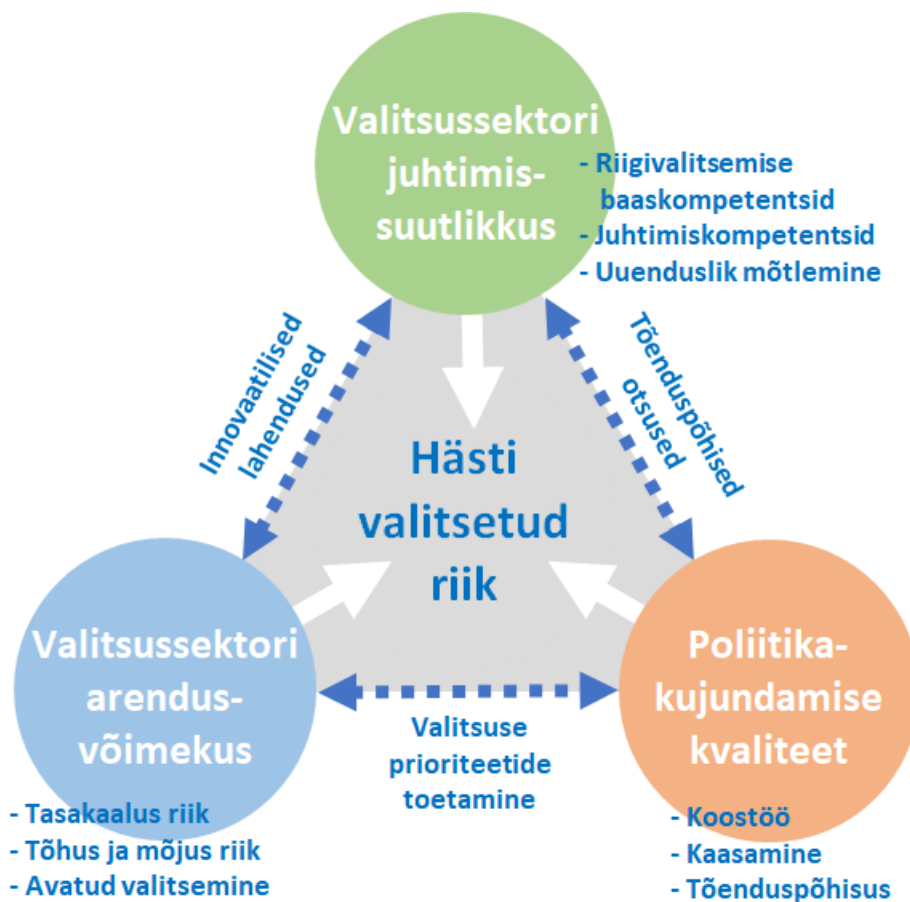 Valitsussektori
juhtimis-
suutlikkus
- Riigivalitsemise
baaskompetentsid
- Juhtimiskompetentsid
- Uuenduslik mõtlemine
Innovaatilised
lahendused
Tõenduspõhised
otsused
Hästi
valitsetud
riik
Valitsussektori
arendus-
võimekus
- Tasakaalus riik
- Tõhus ja mõjus riik
- Avatud valitsemine
Valitsuse
prioriteetide
toetamine
Poliitika-
kujundamise
kvaliteet
- Koostöö
- Kaasamine
- Tõenduspõhisus